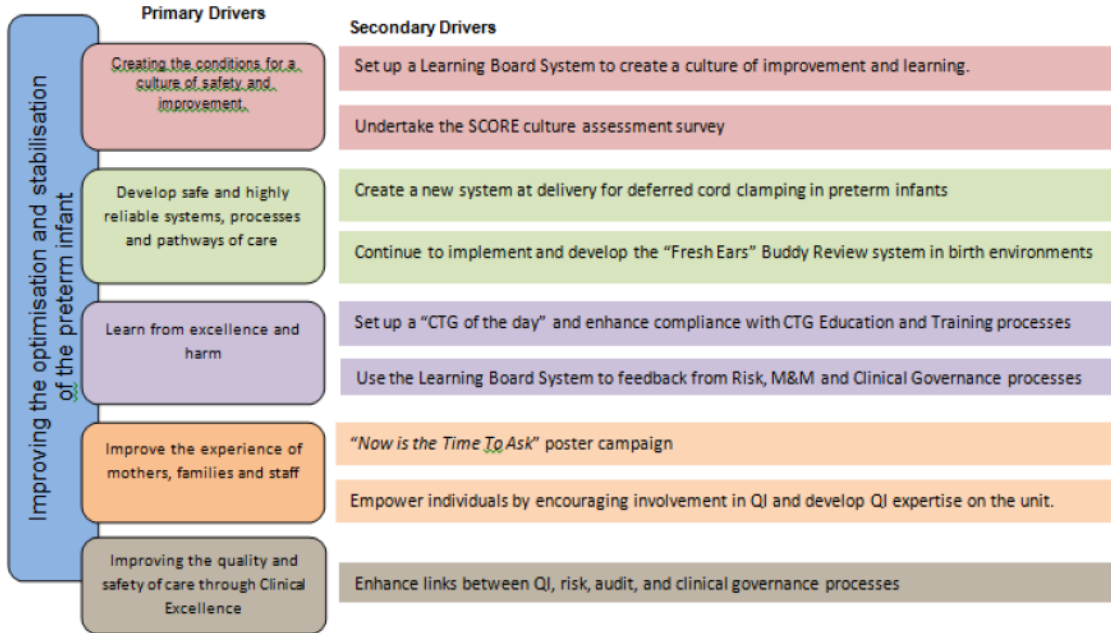 Primary Drivers
Secondary Drivers
Improving the optimisation and stabilisation
of the preterm infant
Creating the conditions for a
culture of safety and
improvement.
Set up a Learning Board System to create a culture of improvement and learning.
Undertake the SCORE culture assessment survey
Develop safe and highly
reliable systems, processes
and pathways of care
Create a new system at delivery for deferred cord clamping in preterm infants
Continue to implement and develop the “Fresh Ears” Buddy Review system in birth environments
Learn from excellence and
harm
Set up a “CTG of the day” and enhance compliance with CTG Education and Training processes
Use the Learning Board System to feedback from Risk, M&M and Clinical Governance processes
Improve the experience of
mothers, families and staff
“Now is the Time To Ask” poster campaign
Empower individuals by encouraging involvement in QI and develop QI expertise on the unit.
Improving the quality and
safety of care through Clinical
Excellence
Enhance links between QI, risk, audit, and clinical governance processes